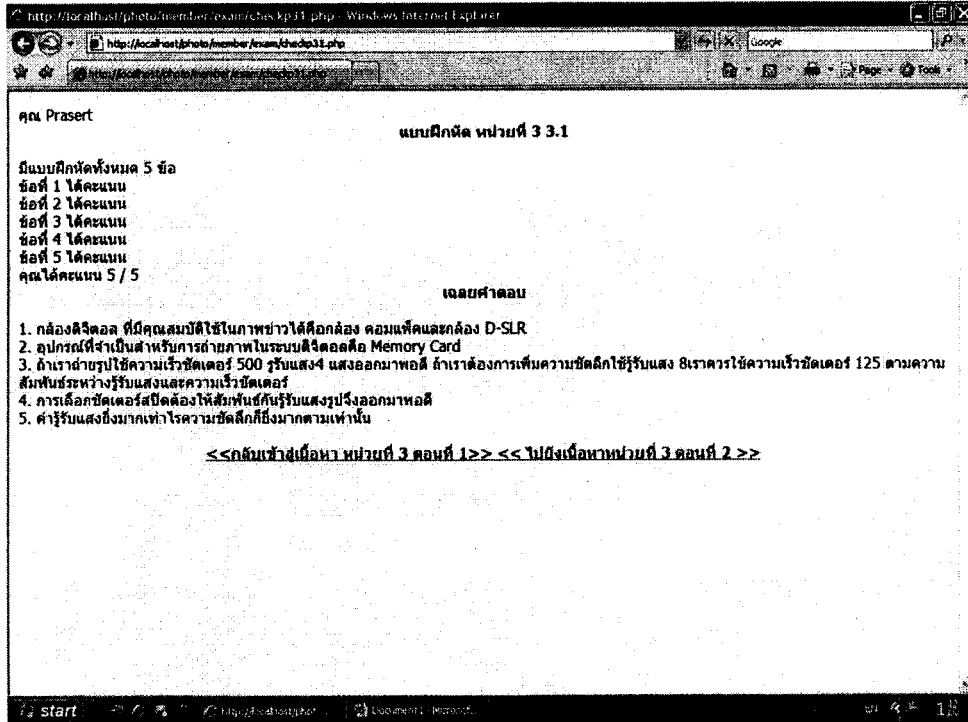 http://localhost/photo/member/exam/checkp31.php - Windows Internet Explorer
http://localhost/photo/member/exam/checkp31.php
Google
http://localhost/photo/member/exam/checkp31.php
Page
Tools
คุณ Prasert
แบบฝึกหัด หน่วยที่ 3 3.1
มีแบบฝึกหัดทั้งหมด 5 ข้อ
ข้อที่ 1 ได้คะแนน
ข้อที่ 2 ได้คะแนน
ข้อที่ 3 ได้คะแนน
ข้อที่ 4 ได้คะแนน
ข้อที่ 5 ได้คะแนน
คุณได้คะแนน 5 / 5
เฉลยคำตอบ
1. กล้องดิจิตอล ที่มีคุณสมบัติใช้ในภาพข่าวได้คือกล้อง คอมแพ็คและกล้อง D-SLR
2. อุปกรณ์ที่จำเป็นสำหรับการถ่ายภาพในระบบดิจิตอลคือ Memory Card
3. ถ้าเราถ่ายรูปใช้ความเร็วชัตเตอร์ 500 รูรับแสง4 แสงออกมาพอดี ถ้าเราต้องการเพิ่มความชัดลึกใช้รู้รับแสง 8เราควรใช้ความเร็วชัตเตอร์ 125 ตามความ
สัมพันธ์ระหว่างรู้รับแสงและความเร็วชัตเตอร์
4. การเลือกชัตเตอร์สปีดต้องให้สัมพันธ์กับรู้รับแสงรูปจึงออกมาพอดี
5. ค่ารู้รับแสงยิ่งมากเท่าไรความชัดลึกก็ยิ่งมากตามเท่านั้น
<<กลับเข้าสู่เนื้อหา หน่วยที่ 3 ตอนที่ 1>> << ไปยังเนื้อหาหน่วยที่ 3 ตอนที่ 2 >>
start